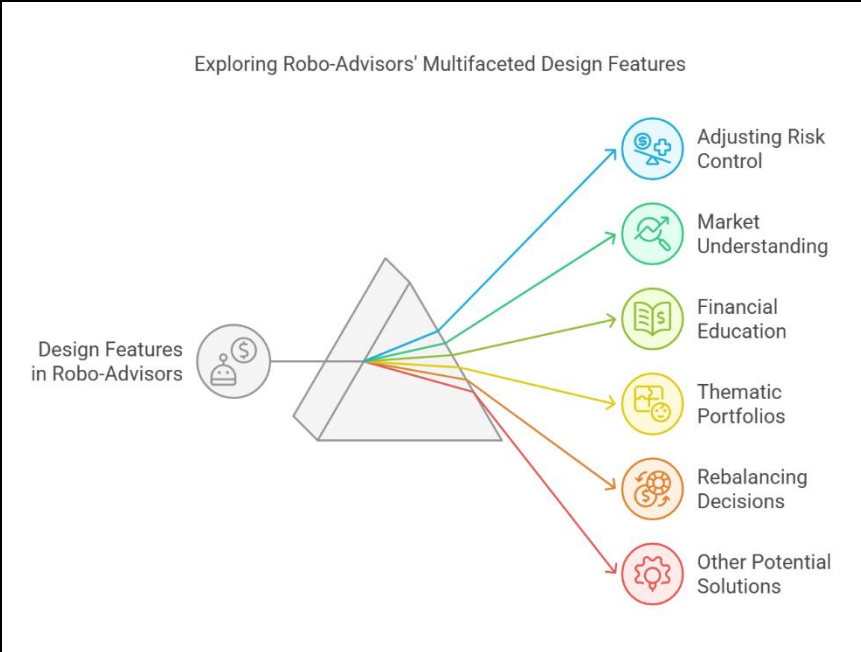 Exploring Robo-Advisors' Multifaceted Design Features
Adjusting Risk
Control
Market
Understanding
Financial
Education
Design Features
in Robo-Advisors
Thematic
Portfolios
Rebalancing
Decisions
Other Potential
Solutions